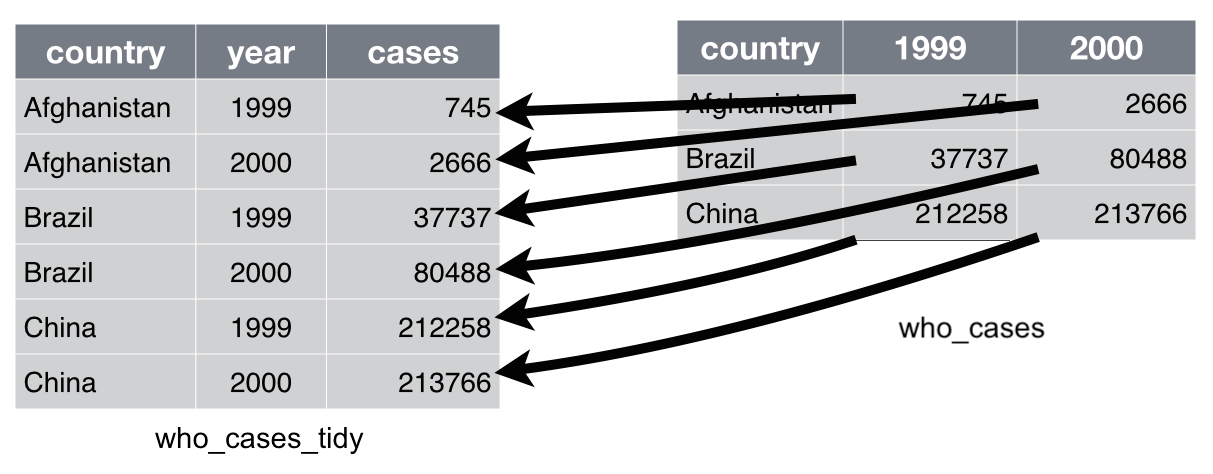 country year cases
Afghanistan 1999 745
Afghanistan 2000 2666
Brazil 1999 37737
Brazil 2000 80488
China 1999 212258
China 2000 213766
who_cases_tidy
country 1999 2000
Afghanistan 745 2666
Brazil 37737 80488
China 212258 213766
who_cases